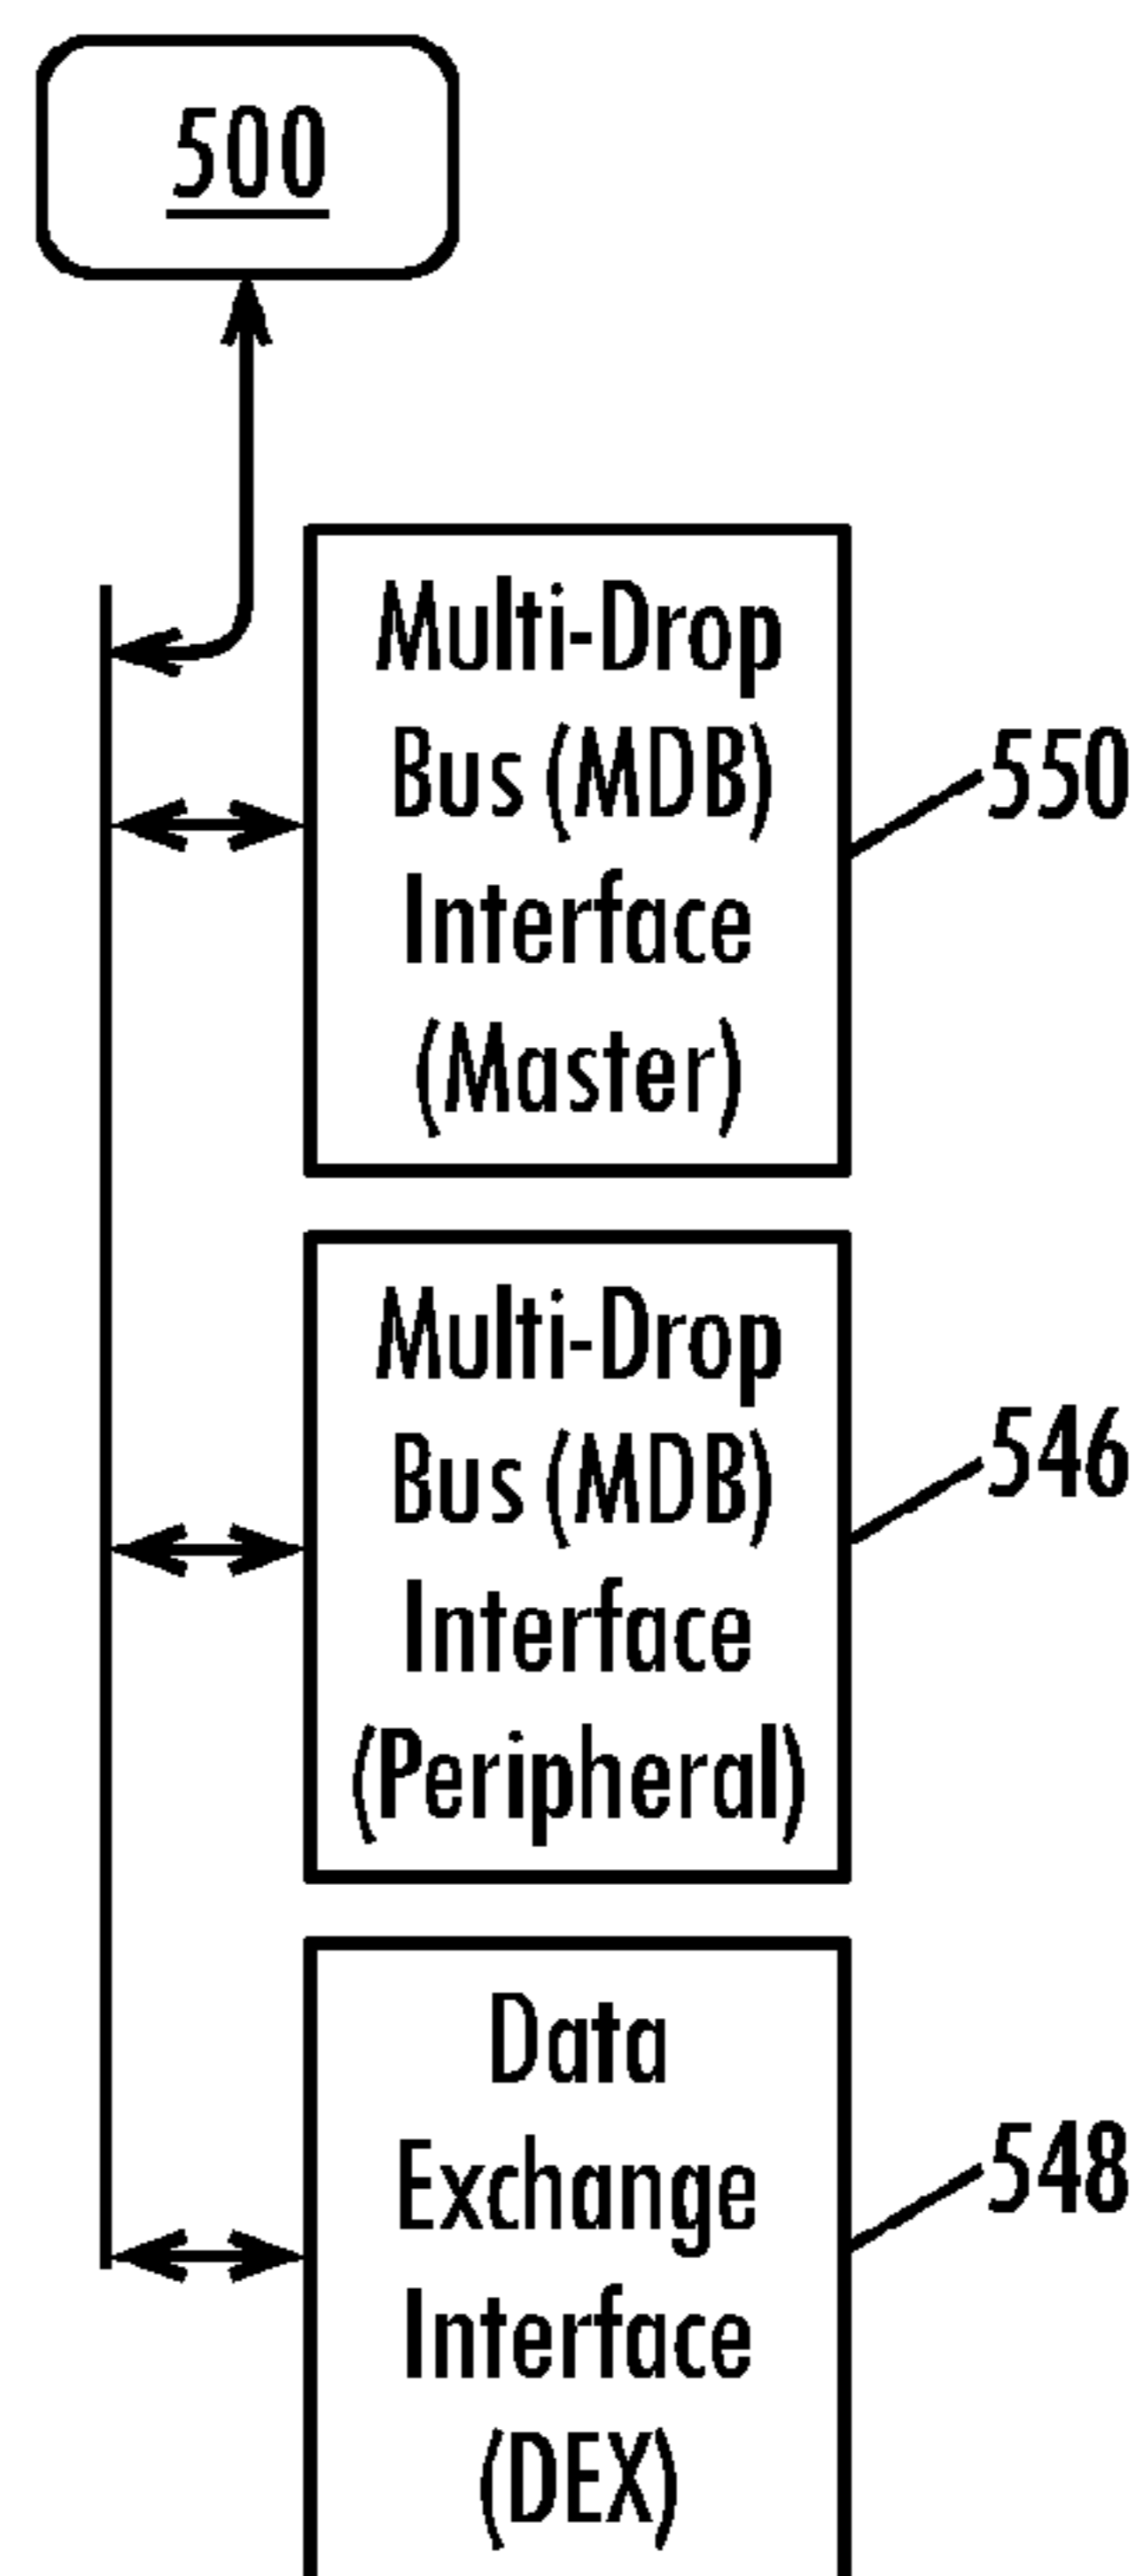 500
Multi-Drop
Bus (MDB)
Interface
(Master)
550
Multi-Drop
Bus (MDB)
Interface
(Peripheral)
546
Data
Exchange
Interface
(DEX)
548